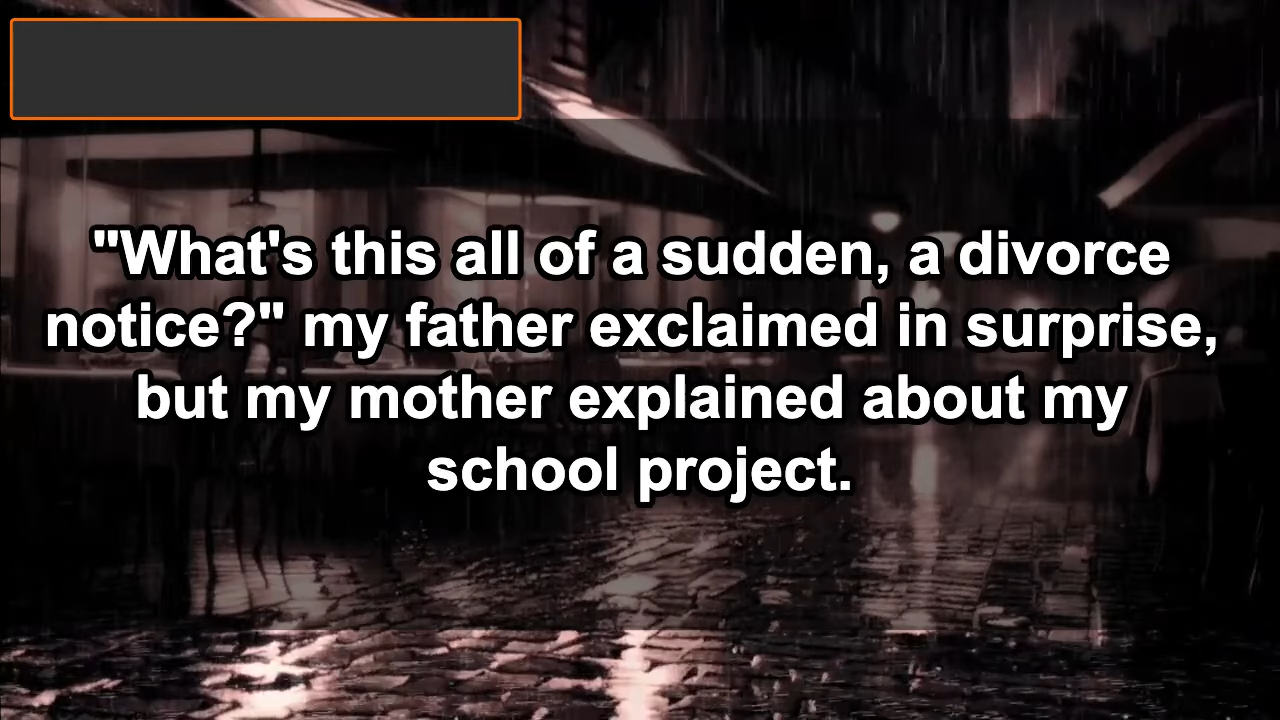 "What's this all of a sudden, a divorce
notice?" my father exclaimed in surprise,
but my mother explained about my
school project.